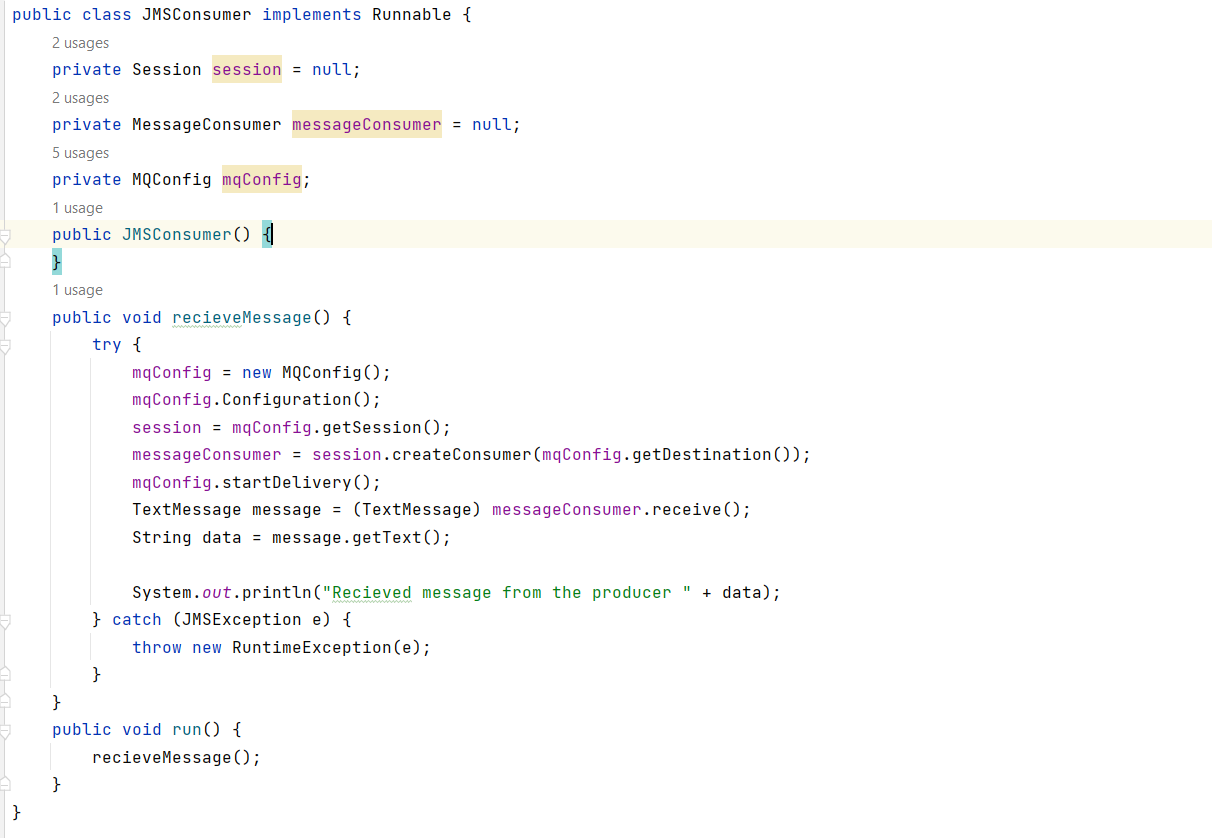 public class JMSConsumer implements Runnable {
2 usages
private Session session = null;
2 usages
private MessageConsumer messageConsumer = null;
5 usages
private MQConfig mqConfig;
1 usage
public JMSConsumer() {
}
1 usage
public void recieveMessage() {
try {
mqConfig = new MQConfig();
mqConfig.Configuration();
session = mqConfig.getSession();
messageConsumer = session.createConsumer(mqConfig.getDestination());
mqConfig.startDelivery();
TextMessage message = (TextMessage) messageConsumer.receive();
String data = message.getText();
System.out.println("Recieved message from the producer " + data);
} catch (JMSException e) {
throw new RuntimeException(e);
}
}
public void run() {
recieveMessage();
}
}